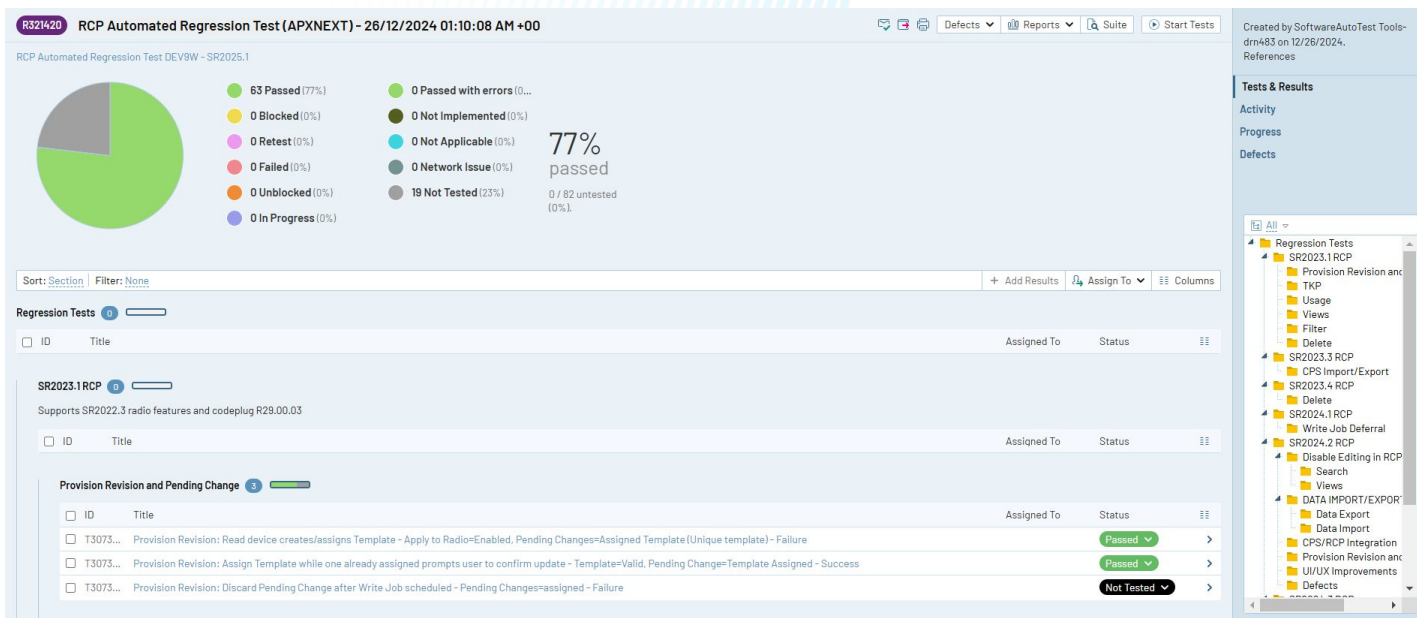 R321420 RCP Automated Regression Test (APXNEXT) - 26/12/2024 01:10:08 AM +00
Defects Reports Suite Start Tests
RCP Automated Regression Test DEV9W - SR2025.1
63 Passed (77%)
0 Blocked (0%)
0 Retest (0%)
0 Failed (0%)
0 Unblocked (0%)
0 In Progress (0%)
0 Passed with errors (0...
0 Not Implemented (0%)
0 Not Applicable (0%)
0 Network Issue (0%)
19 Not Tested (23%)
77%
passed
0 / 82 untested
(0%).
Sort: Section Filter: None
+ Add Results Assign To Columns
Regression Tests 0
ID Title Assigned To Status
SR2023.1 RCP 0
Supports SR2022.3 radio features and codeplug R29.00.03
ID Title Assigned To Status
Provision Revision and Pending Change 3
ID Title Assigned To Status
T3073... Provision Revision: Read device creates/assigns Template - Apply to Radio=Enabled, Pending Changes=Assigned Template (Unique template) - Failure Passed
T3073... Provision Revision: Assign Template while one already assigned prompts user to confirm update - Template=Valid, Pending Change=Template Assigned - Success Passed
T3073... Provision Revision: Discard Pending Change after Write Job scheduled - Pending Changes=assigned - Failure Not Tested
Created by SoftwareAutoTest Tools-
drn483 on 12/26/2024.
References
Tests & Results
Activity
Progress
Defects
All
Regression Tests
SR2023.1 RCP
Provision Revision and
TKP
Usage
Views
Filter
Delete
SR2023.3 RCP
CPS Import/Export
SR2023.4 RCP
Delete
SR2024.1 RCP
Write Job Deferral
SR2024.2 RCP
Disable Editing in RCP
Search
Views
DATA IMPORT/EXPORT
Data Export
Data Import
CPS/RCP Integration
Provision Revision and
UI/UX Improvements
Defects